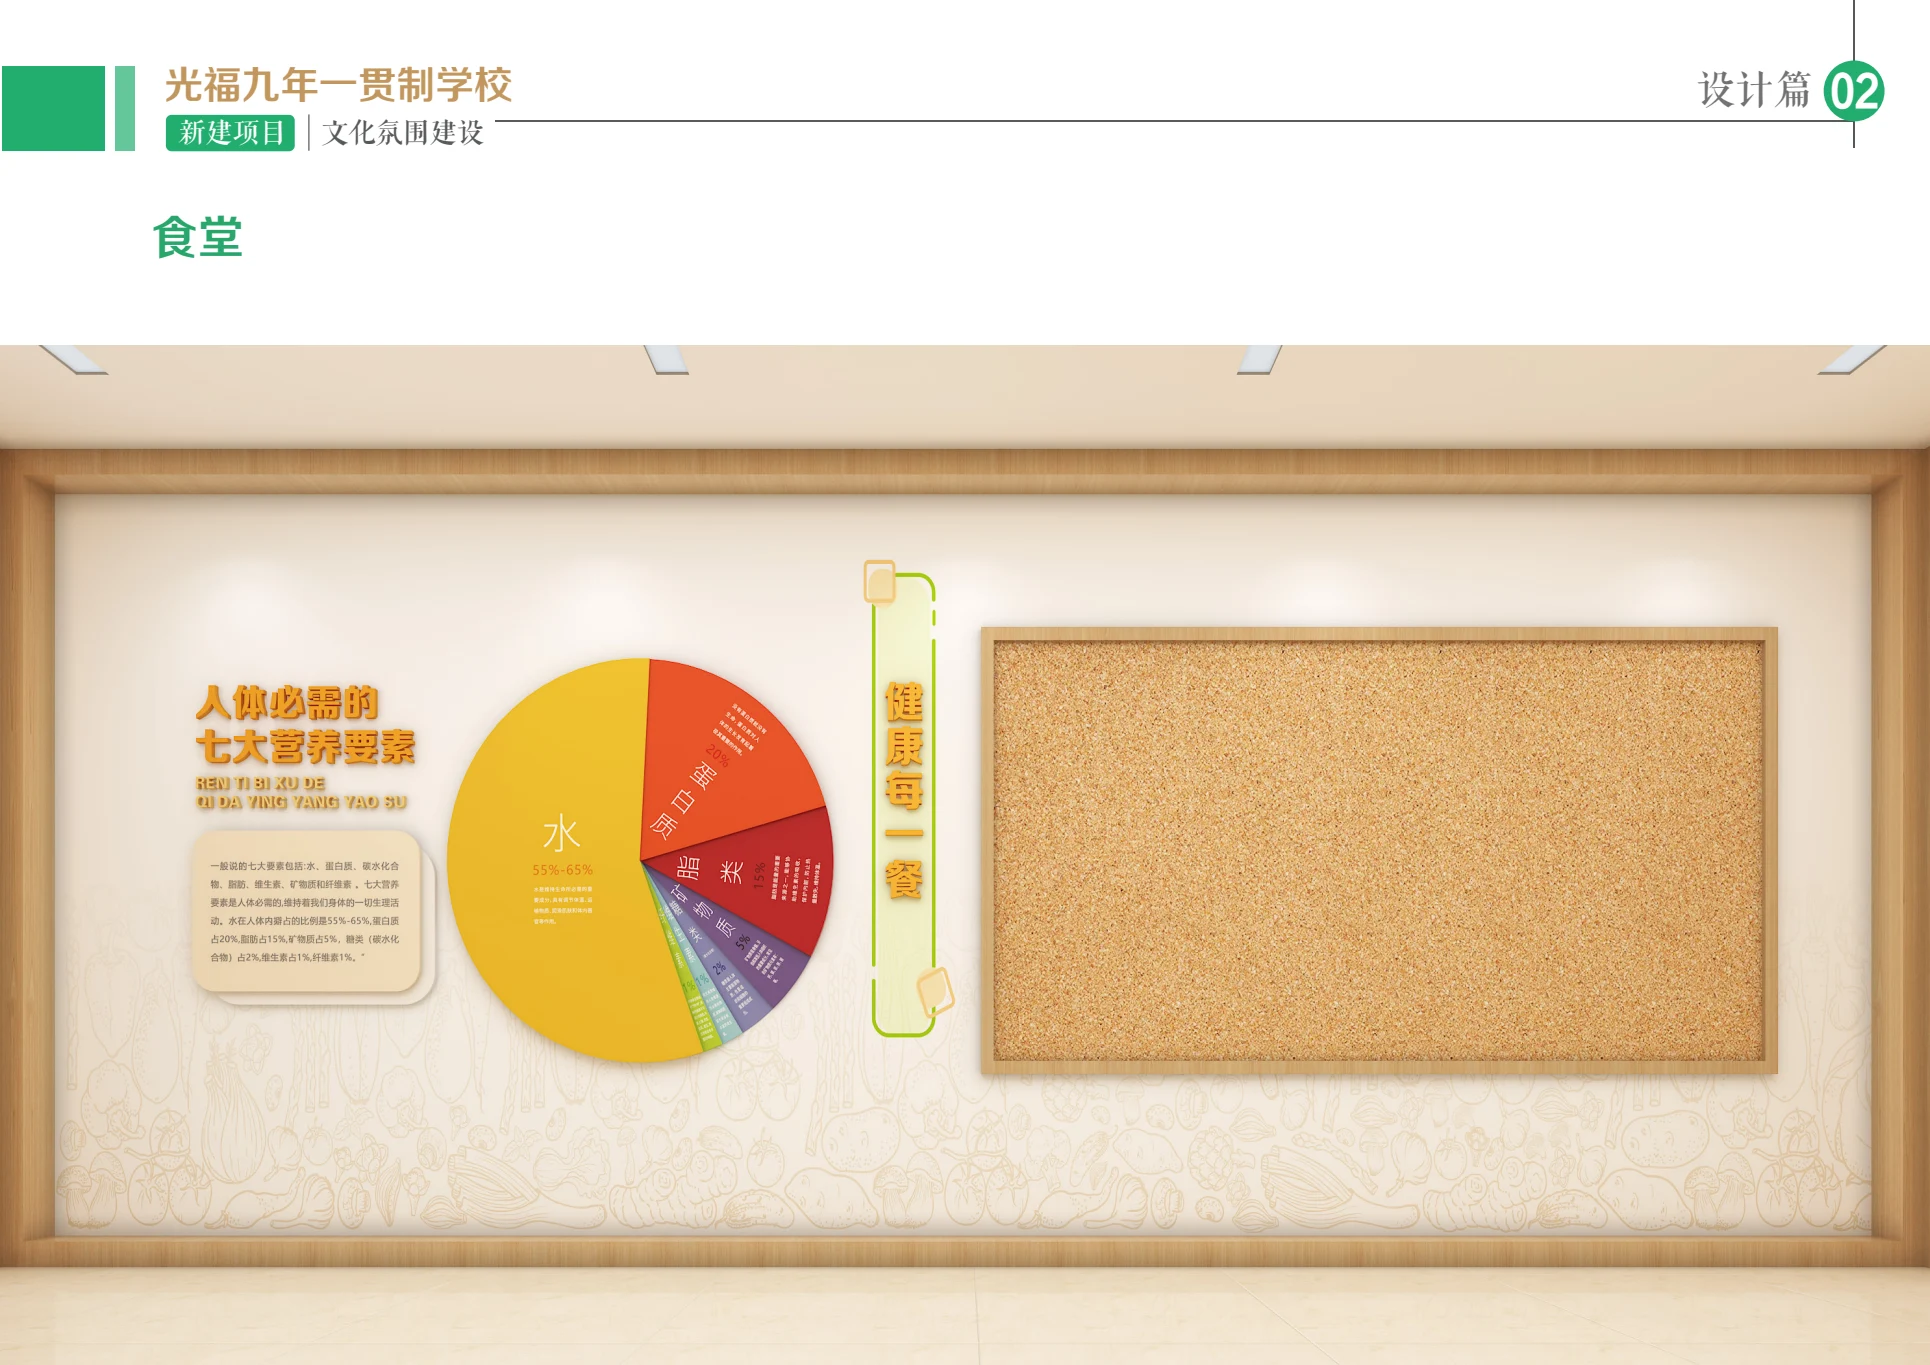 光福九年一贯制学校
新建项目
文化氛围建设
设计篇 02
食堂
人体必需的
七大营养要素
REN TI BI XU DE
QI DA YING YANG YAO SU
一般说的七大要素包括:水、蛋白质、碳水化合
物、脂肪、维生素、矿物质和纤维素 。七大营养
要素是人体必需的,维持着我们身体的一切生理活
动。水在人体内瓣占的比例是55%-65%,蛋白质
占20%,脂肪占15%,矿物质占5%，糖类（碳水化
合物）占2%,维生素占1%,纤维素1%。"
水
55%-65%
蛋白质
20%
脂类
15%
矿物质
5%
2%
1%
1%
健康每一餐